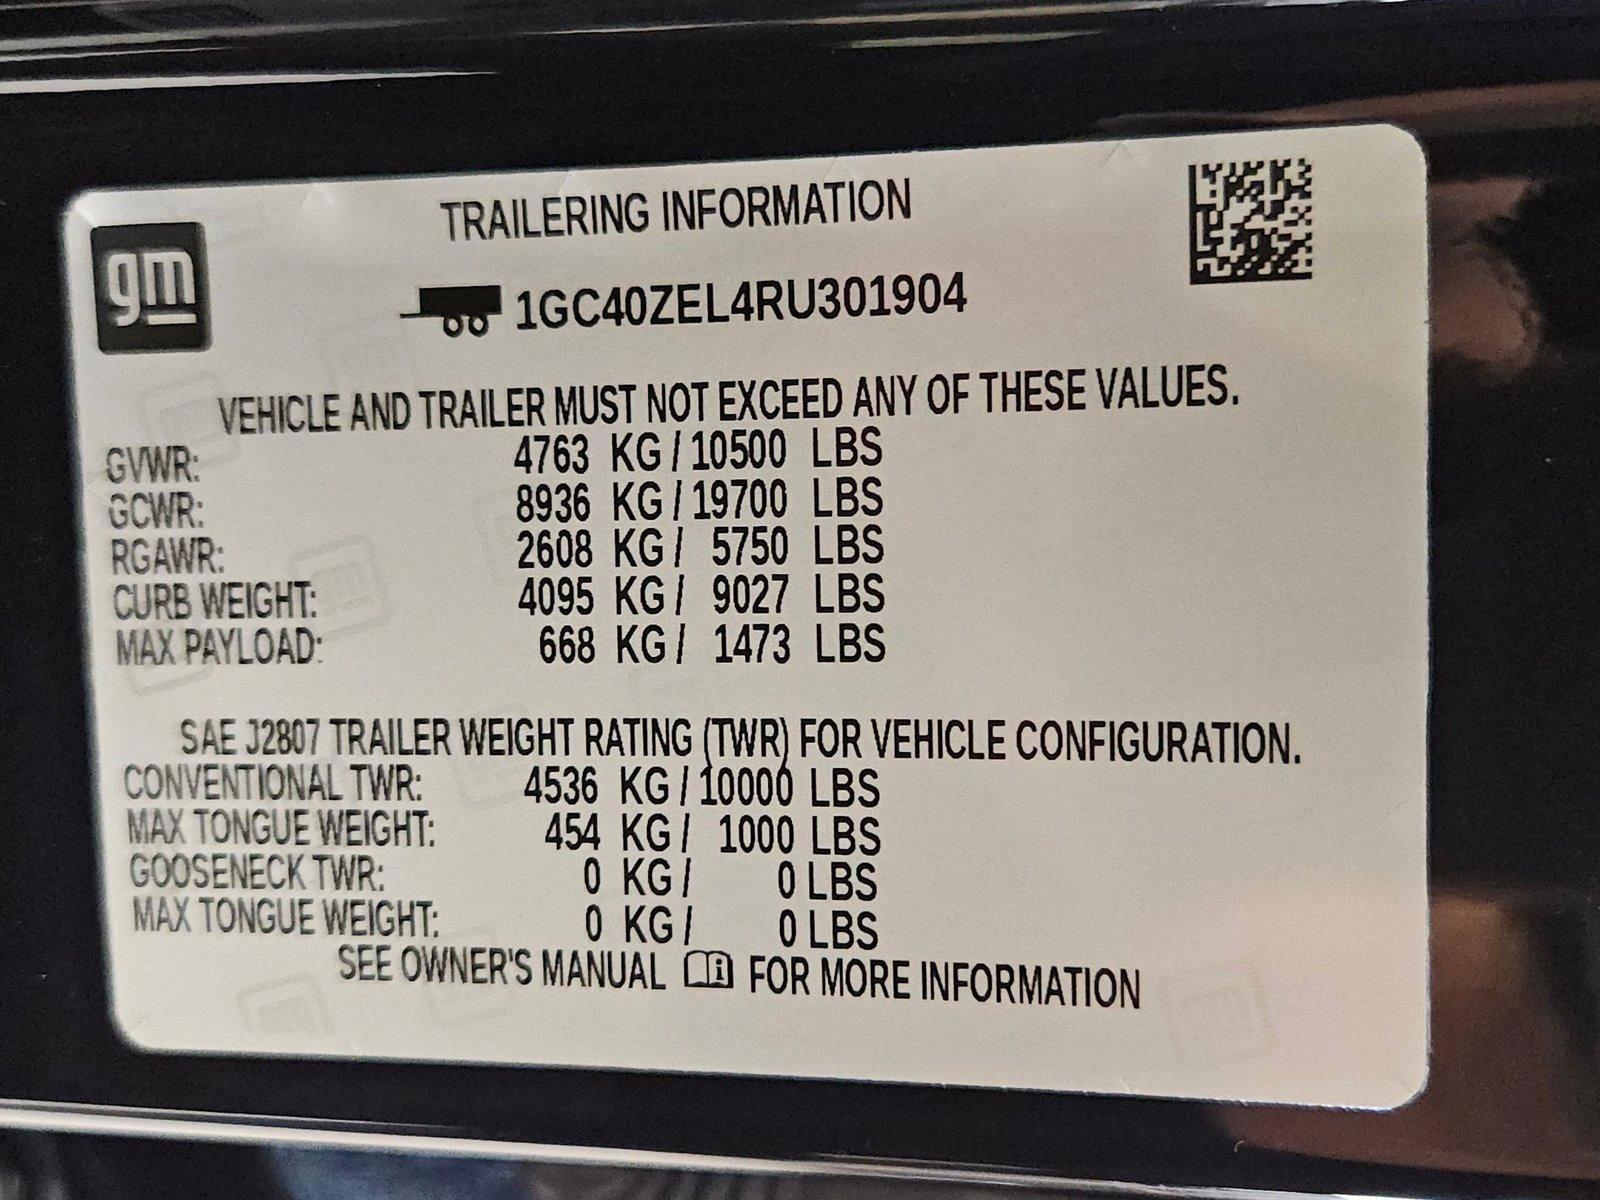 gm
TRAILERING INFORMATION
1GC40ZEL4RU301904
VEHICLE AND TRAILER MUST NOT EXCEED ANY OF THESE VALUES.
GVWR: 4763 KG / 10500 LBS
GCWR: 8936 KG / 19700 LBS
RGAWR: 2608 KG / 5750 LBS
CURB WEIGHT: 4095 KG / 9027 LBS
MAX PAYLOAD: 668 KG / 1473 LBS
SAE J2807 TRAILER WEIGHT RATING (TWR) FOR VEHICLE CONFIGURATION.
CONVENTIONAL TWR: 4536 KG / 10000 LBS
MAX TONGUE WEIGHT: 454 KG / 1000 LBS
GOOSENECK TWR: 0 KG / 0 LBS
MAX TONGUE WEIGHT: 0 KG / 0 LBS
SEE OWNER'S MANUAL FOR MORE INFORMATION